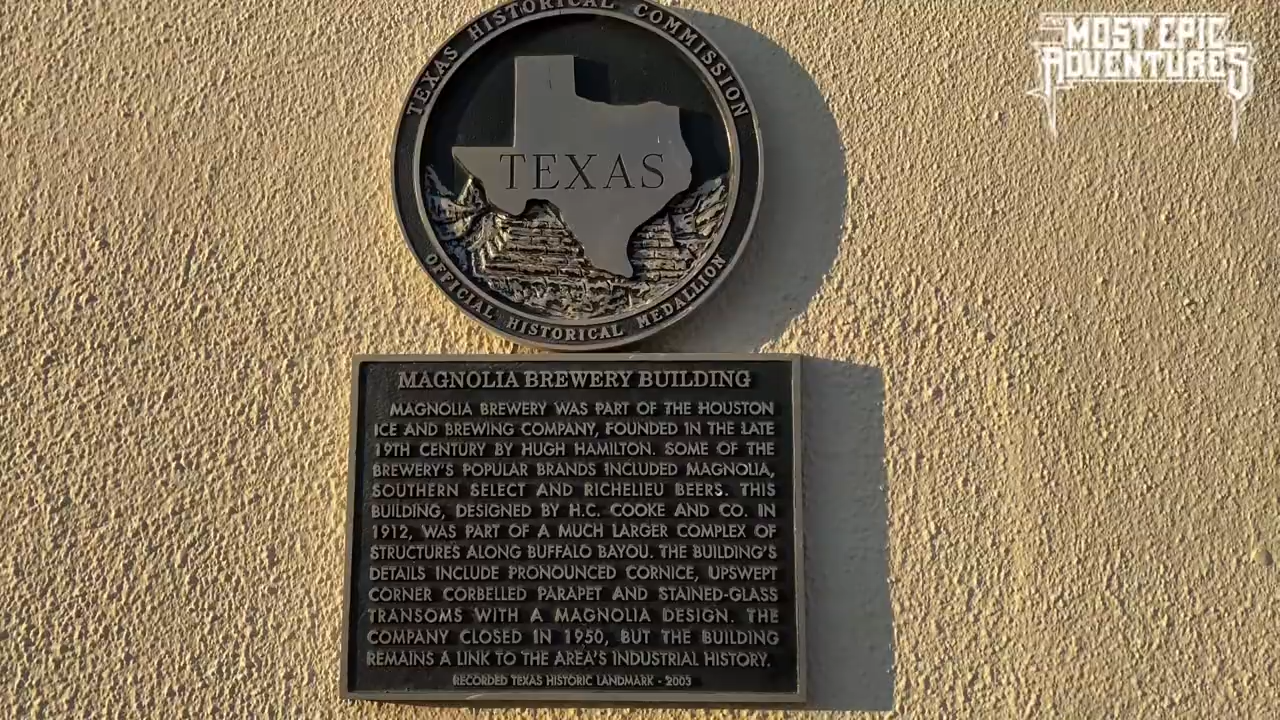 TEXAS HISTORICAL COMMISSION
MOST EPIC
ADVENTURES
TEXAS
OFFICIAL HISTORICAL MEDALLION
MAGNOLIA BREWERY BUILDING
MAGNOLIA BREWERY WAS PART OF THE HOUSTON
ICE AND BREWING COMPANY, FOUNDED IN THE LATE
19TH CENTURY BY HUGH HAMILTON. SOME OF THE
BREWERY'S POPULAR BRANDS INCLUDED MAGNOLIA,
SOUTHERN SELECT AND RICHELIEU BEERS. THIS
BUILDING, DESIGNED BY H.C. COOKE AND CO. IN
1912, WAS PART OF A MUCH LARGER COMPLEX OF
STRUCTURES ALONG BUFFALO BAYOU. THE BUILDING'S
DETAILS INCLUDE PRONOUNCED CORNICE, UPSWEPT
CORNER CORBELLED PARAPET AND STAINED-GLASS
TRANSOMS WITH A MAGNOLIA DESIGN. THE
COMPANY CLOSED IN 1950, BUT THE BUILDING
REMAINS A LINK TO THE AREA'S INDUSTRIAL HISTORY.
RECORDED TEXAS HISTORIC LANDMARK - 2003